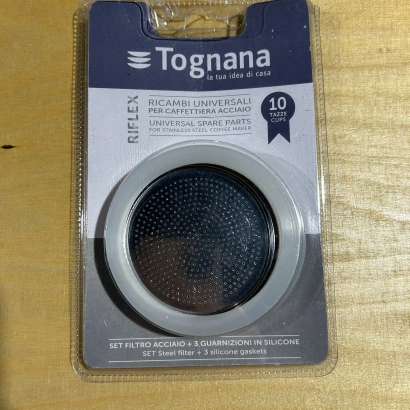 Tognana
la tua idea di casa
RIFLEX
RICAMBI UNIVERSALI
PER CAFFETTIERA ACCIAIO
UNIVERSAL SPARE PARTS
FOR STAINLESS STEEL COFFEE MAKER
10
TAZZE
CUPS
SET FILTRO ACCIAIO + 3 GUARNIZIONI IN SILICONE
SET Steel filter + 3 silicone gaskets